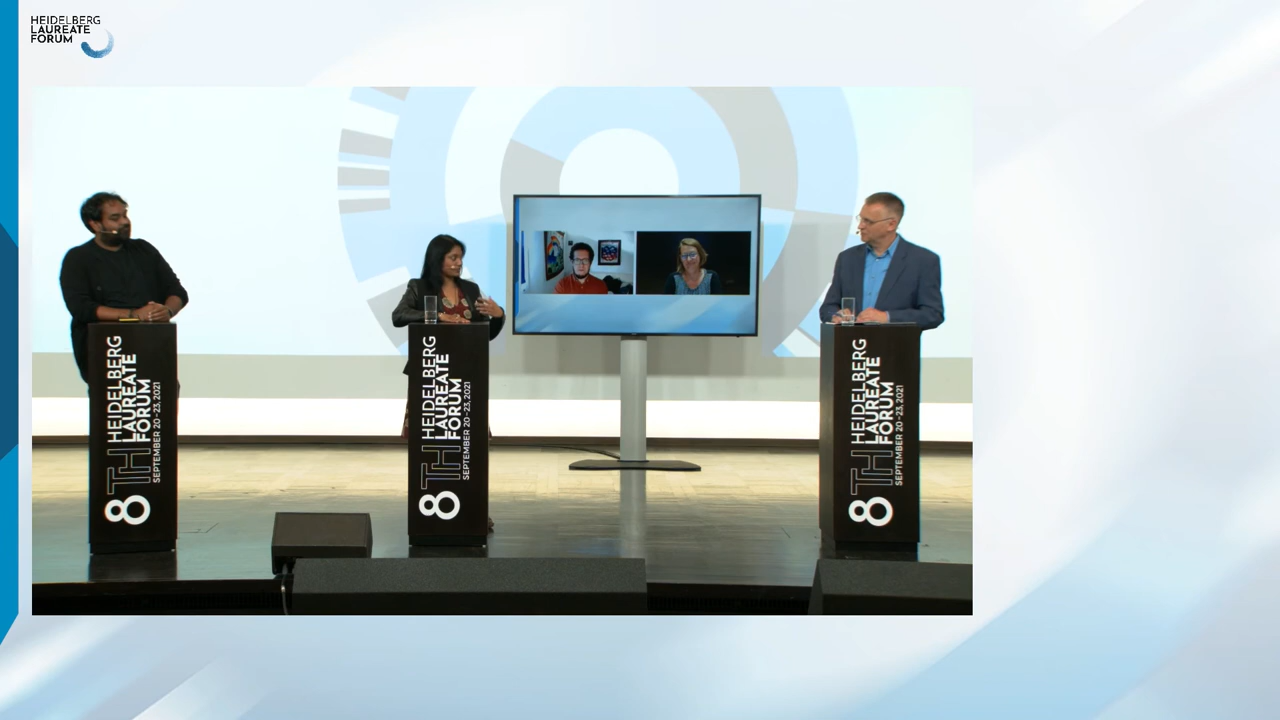 HEIDELBERG
LAUREATE
FORUM
8TH HEIDELBERG
LAUREATE
FORUM
SEPTEMBER 20–23, 2021
8TH HEIDELBERG
LAUREATE
FORUM
SEPTEMBER 20–23, 2021
8TH HEIDELBERG
LAUREATE
FORUM
SEPTEMBER 20–23, 2021